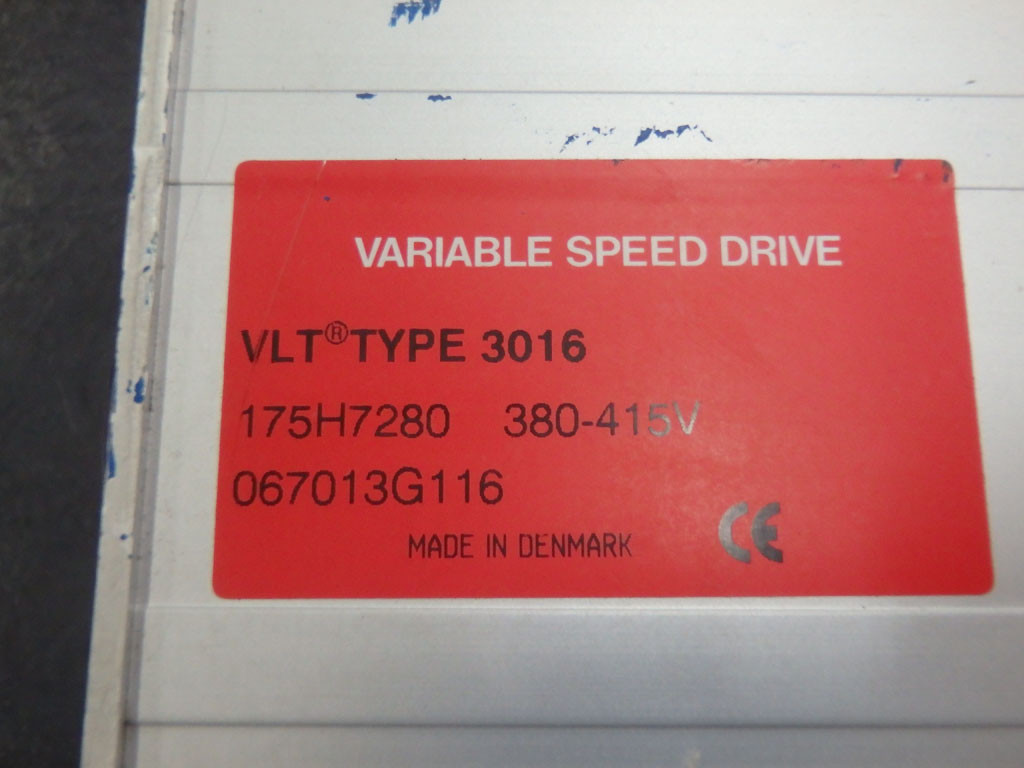 VARIABLE SPEED DRIVE
VLT® TYPE 3016
175H7280 380-415V
067013G116
MADE IN DENMARK CE